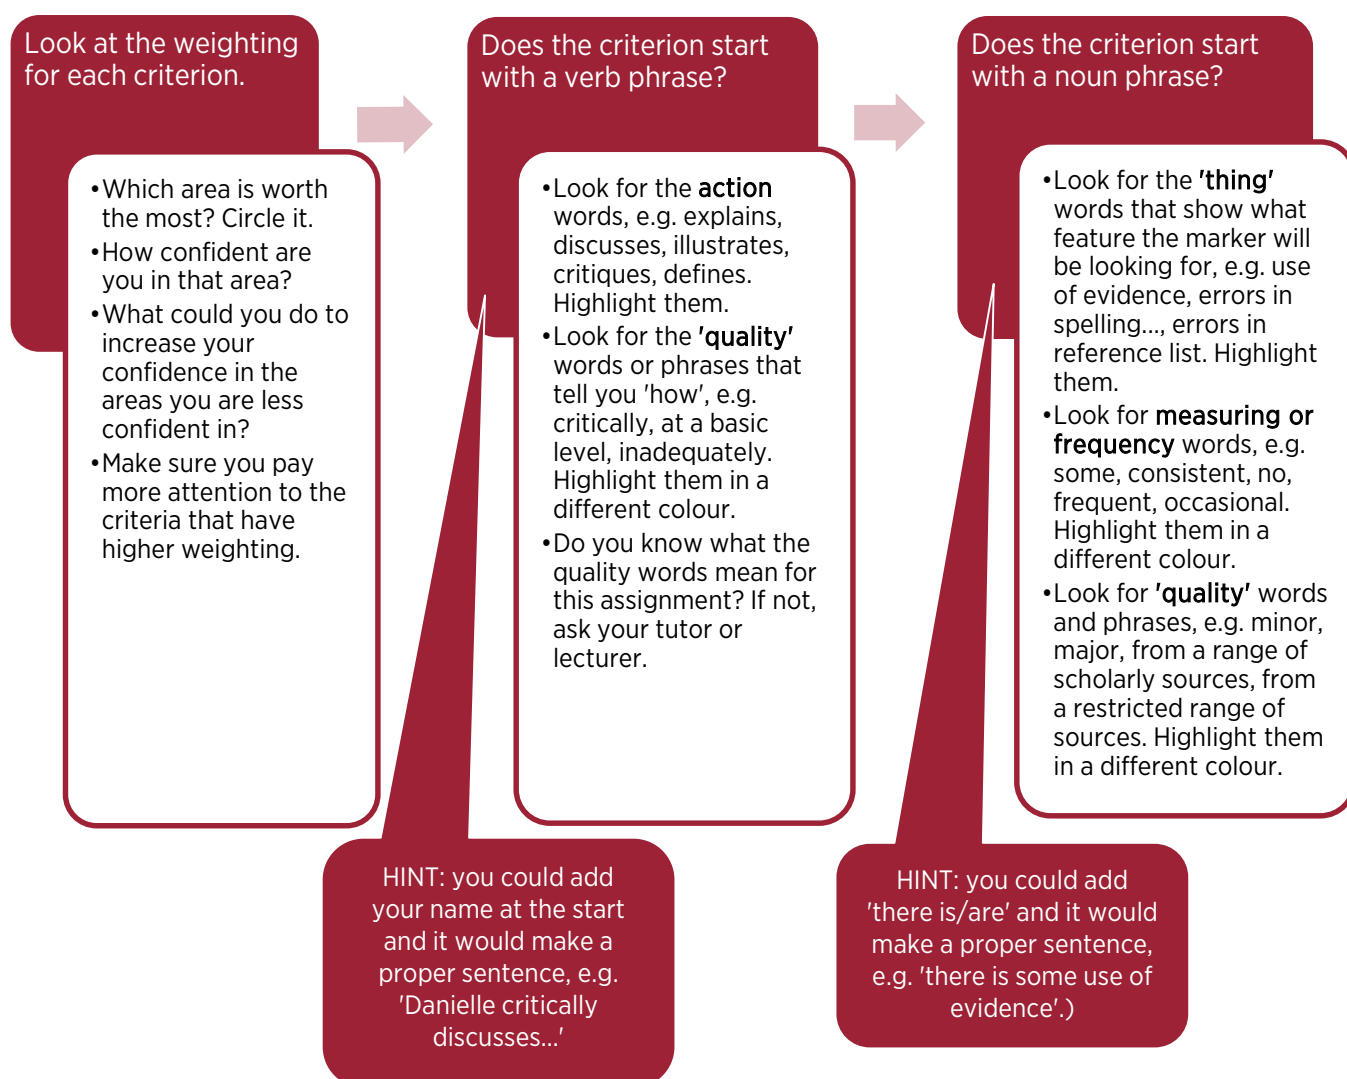 Look at the weighting
for each criterion.
•Which area is worth
the most? Circle it.
•How confident are
you in that area?
•What could you do to
increase your
confidence in the
areas you are less
confident in?
•Make sure you pay
more attention to the
criteria that have
higher weighting.
Does the criterion start
with a verb phrase?
•Look for the action
words, e.g. explains,
discusses, illustrates,
critiques, defines.
Highlight them.
•Look for the 'quality'
words or phrases that
tell you 'how', e.g.
critically, at a basic
level, inadequately.
Highlight them in a
different colour.
•Do you know what the
quality words mean for
this assignment? If not,
ask your tutor or
lecturer.
HINT: you could add
your name at the start
and it would make a
proper sentence, e.g.
'Danielle critically
discusses...'
Does the criterion start
with a noun phrase?
•Look for the 'thing'
words that show what
feature the marker will
be looking for, e.g. use
of evidence, errors in
spelling..., errors in
reference list. Highlight
them.
•Look for measuring or
frequency words, e.g.
some, consistent, no,
frequent, occasional.
Highlight them in a
different colour.
•Look for 'quality' words
and phrases, e.g. minor,
major, from a range of
scholarly sources, from
a restricted range of
sources. Highlight them
in a different colour.
HINT: you could add
'there is/are' and it would
make a proper sentence,
e.g. 'there is some use of
evidence'.)